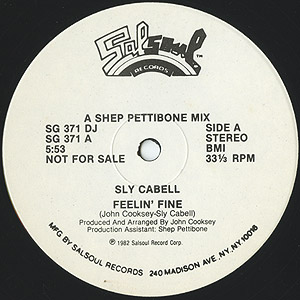 Salsoul TM
RECORDS
A SHEP PETTIBONE MIX
SG 371 DJ SIDE A
SG 371 A STEREO
5:53 BMI
NOT FOR SALE 33⅓ RPM
SLY CABELL
FEELIN' FINE
(John Cooksey-Sly Cabell)
Produced and Arranged By John Cooksey
Production Assistant: Shep Pettibone
℗ 1982 Salsoul Record Corp.
MFG BY SALSOUL RECORDS 240 MADISON AVE., NY, NY 10016